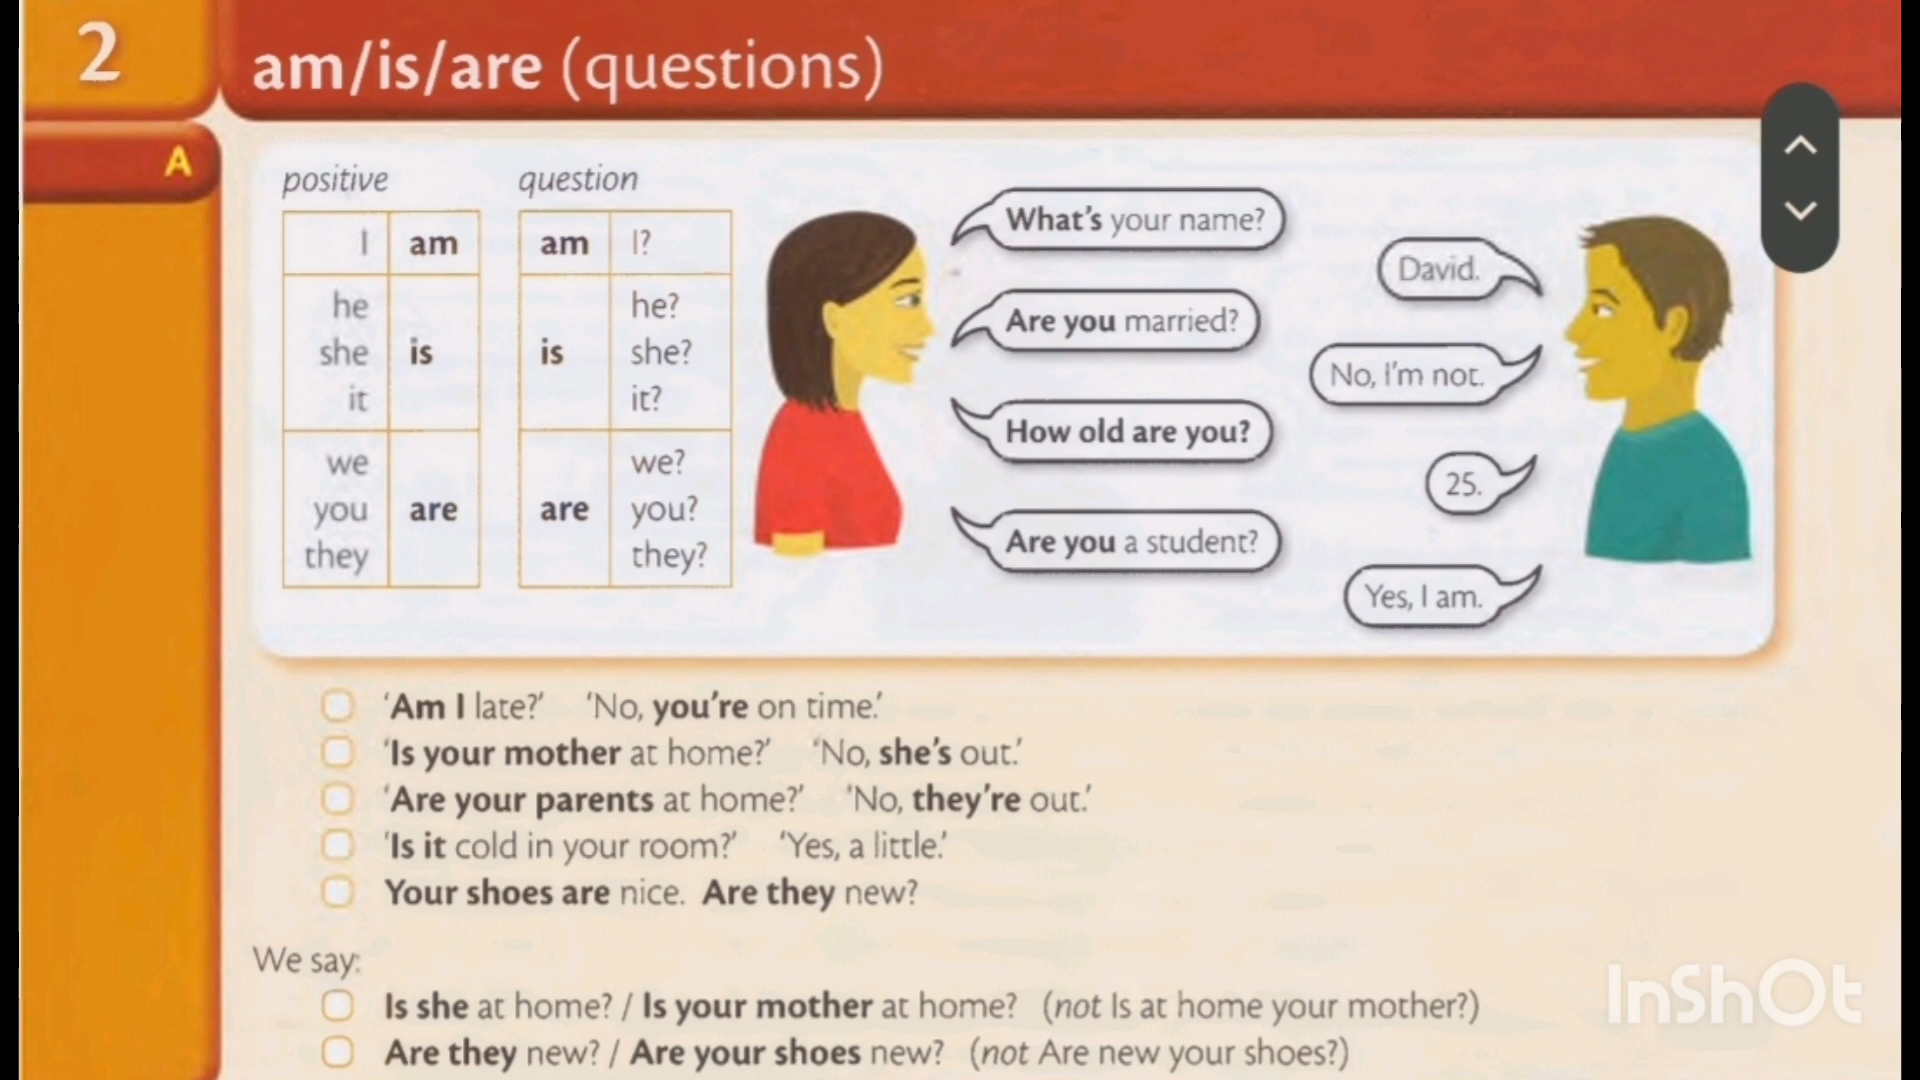 2
am/is/are (questions)
A
positive
question
I am
am I?
he
she is
it
he?
is she?
it?
we
you are
they
we?
are you?
they?
What's your name?
David.
Are you married?
No, I'm not.
How old are you?
25.
Are you a student?
Yes, I am.
'Am I late?' 'No, you're on time.'
'Is your mother at home?' 'No, she's out.'
'Are your parents at home?' 'No, they're out.'
'Is it cold in your room?' 'Yes, a little.'
Your shoes are nice. Are they new?
We say:
Is she at home? / Is your mother at home? (not Is at home your mother?)
Are they new? / Are your shoes new? (not Are new your shoes?)
InShOt